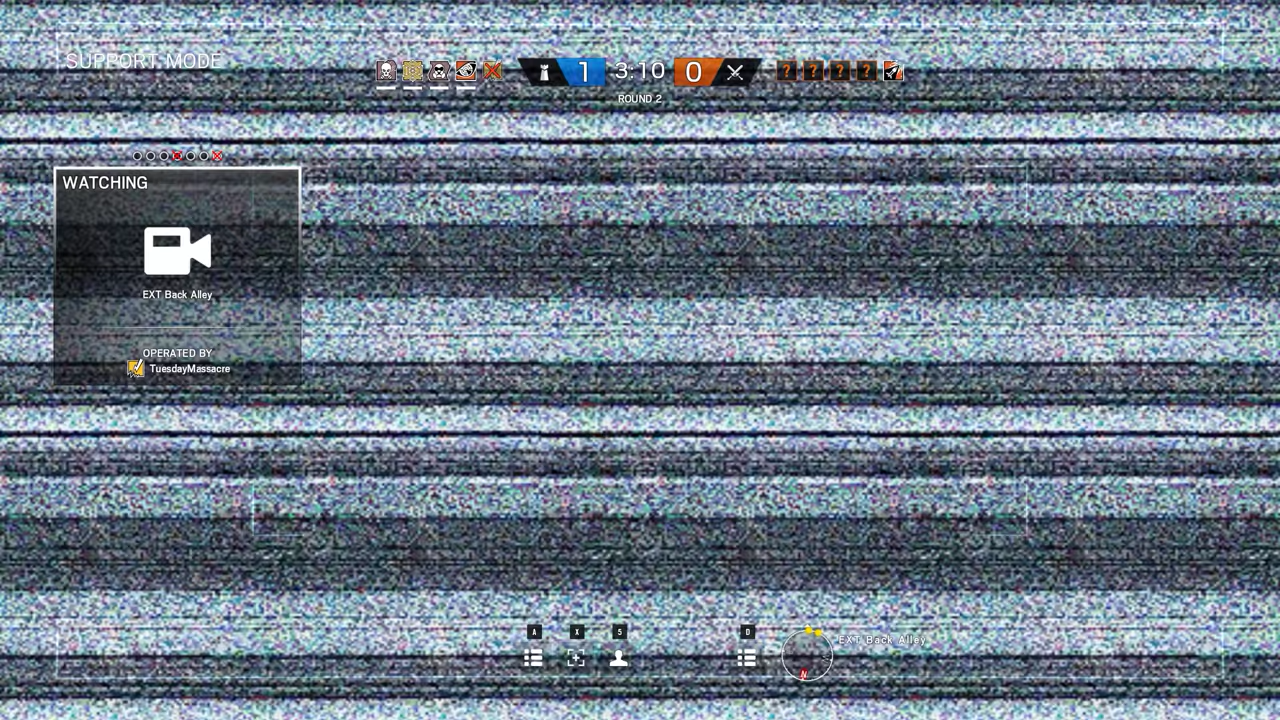 SUPPORT MODE
1 3:10 0
? ? ? ?
ROUND 2
WATCHING
EXT Back Alley
OPERATED BY
TuesdayMassacre
A X S D
EXT Back Alley
N